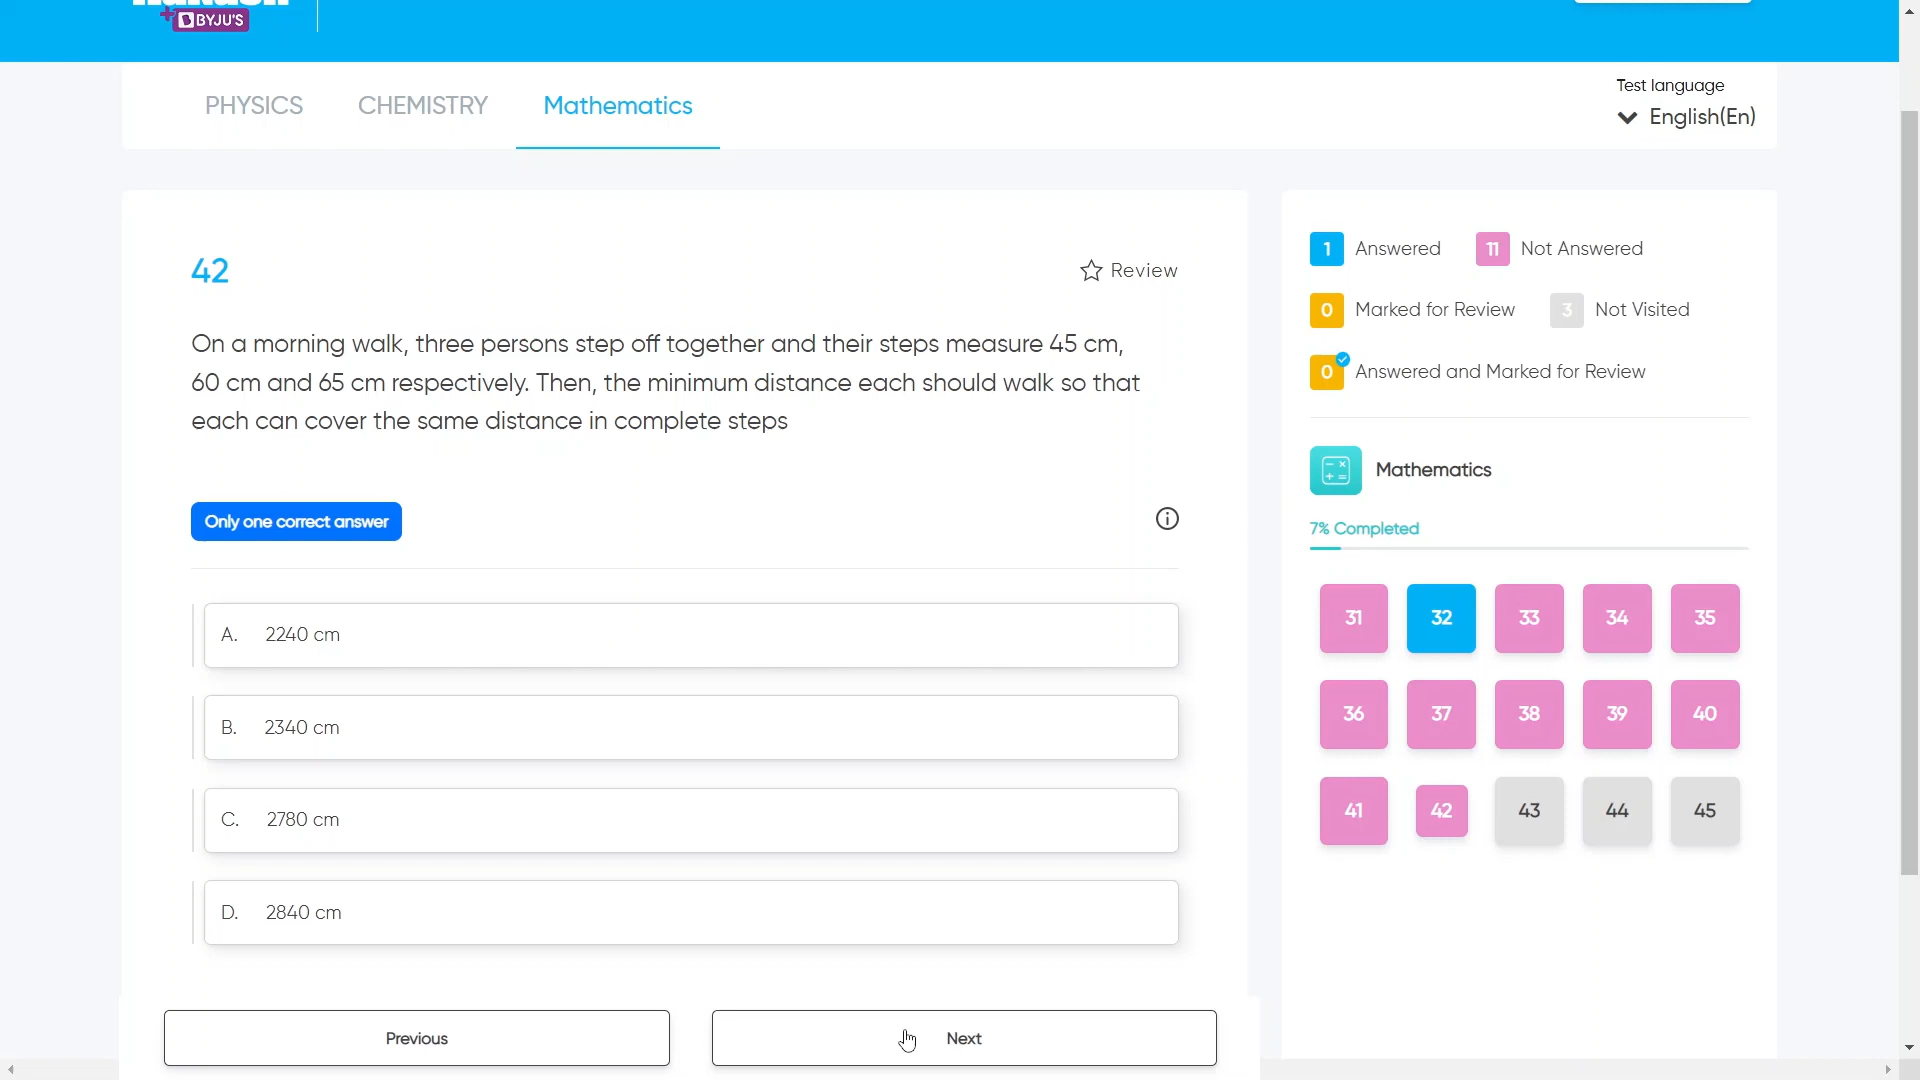 BYJU'S
PHYSICS
CHEMISTRY
Mathematics
Test language
English(En)
42
Review
On a morning walk, three persons step off together and their steps measure 45 cm,
60 cm and 65 cm respectively. Then, the minimum distance each should walk so that
each can cover the same distance in complete steps
Only one correct answer
A. 2240 cm
B. 2340 cm
C. 2780 cm
D. 2840 cm
Previous
Next
1 Answered
11 Not Answered
0 Marked for Review
3 Not Visited
0 Answered and Marked for Review
Mathematics
7% Completed
31 32 33 34 35
36 37 38 39 40
41 42 43 44 45